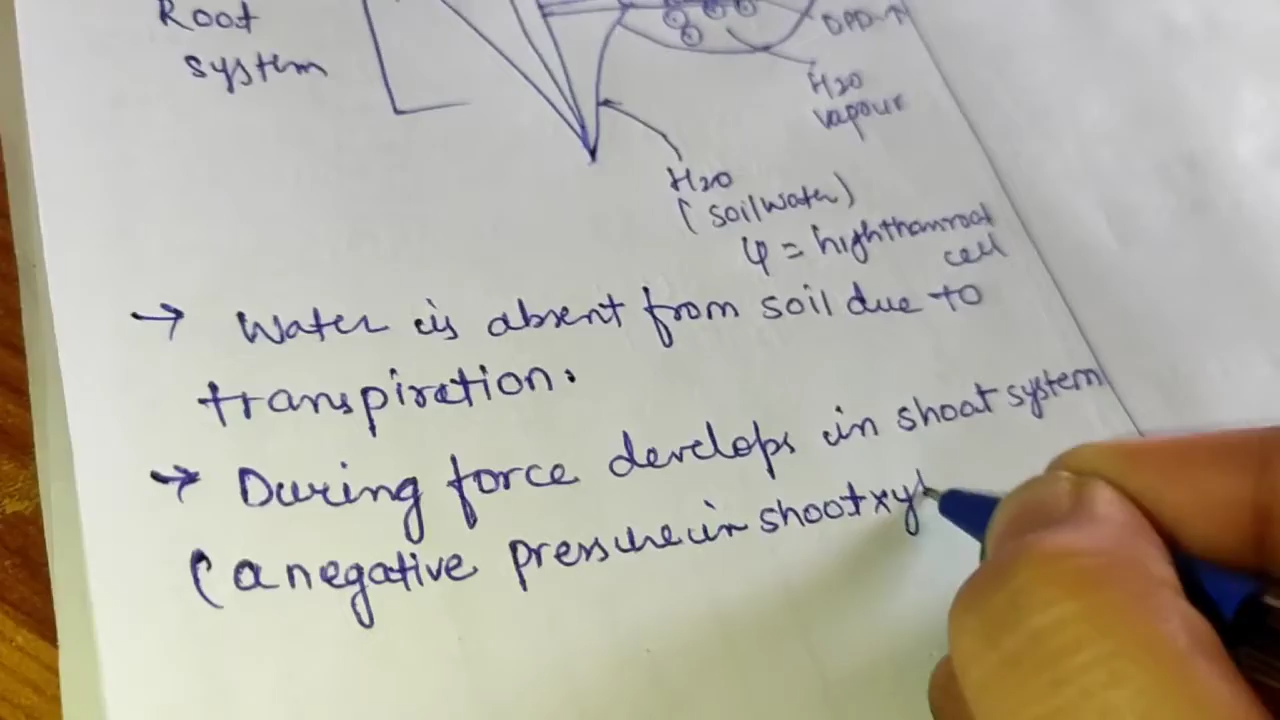 Root
system
DPD-↑
H2O
vapour
H2O
(soilwater)
ψ = highthanroot
cell
→ Water is absent from soil due to
transpiration.
→ During force develops in shoot system
(a negative pressure in shoot xyl